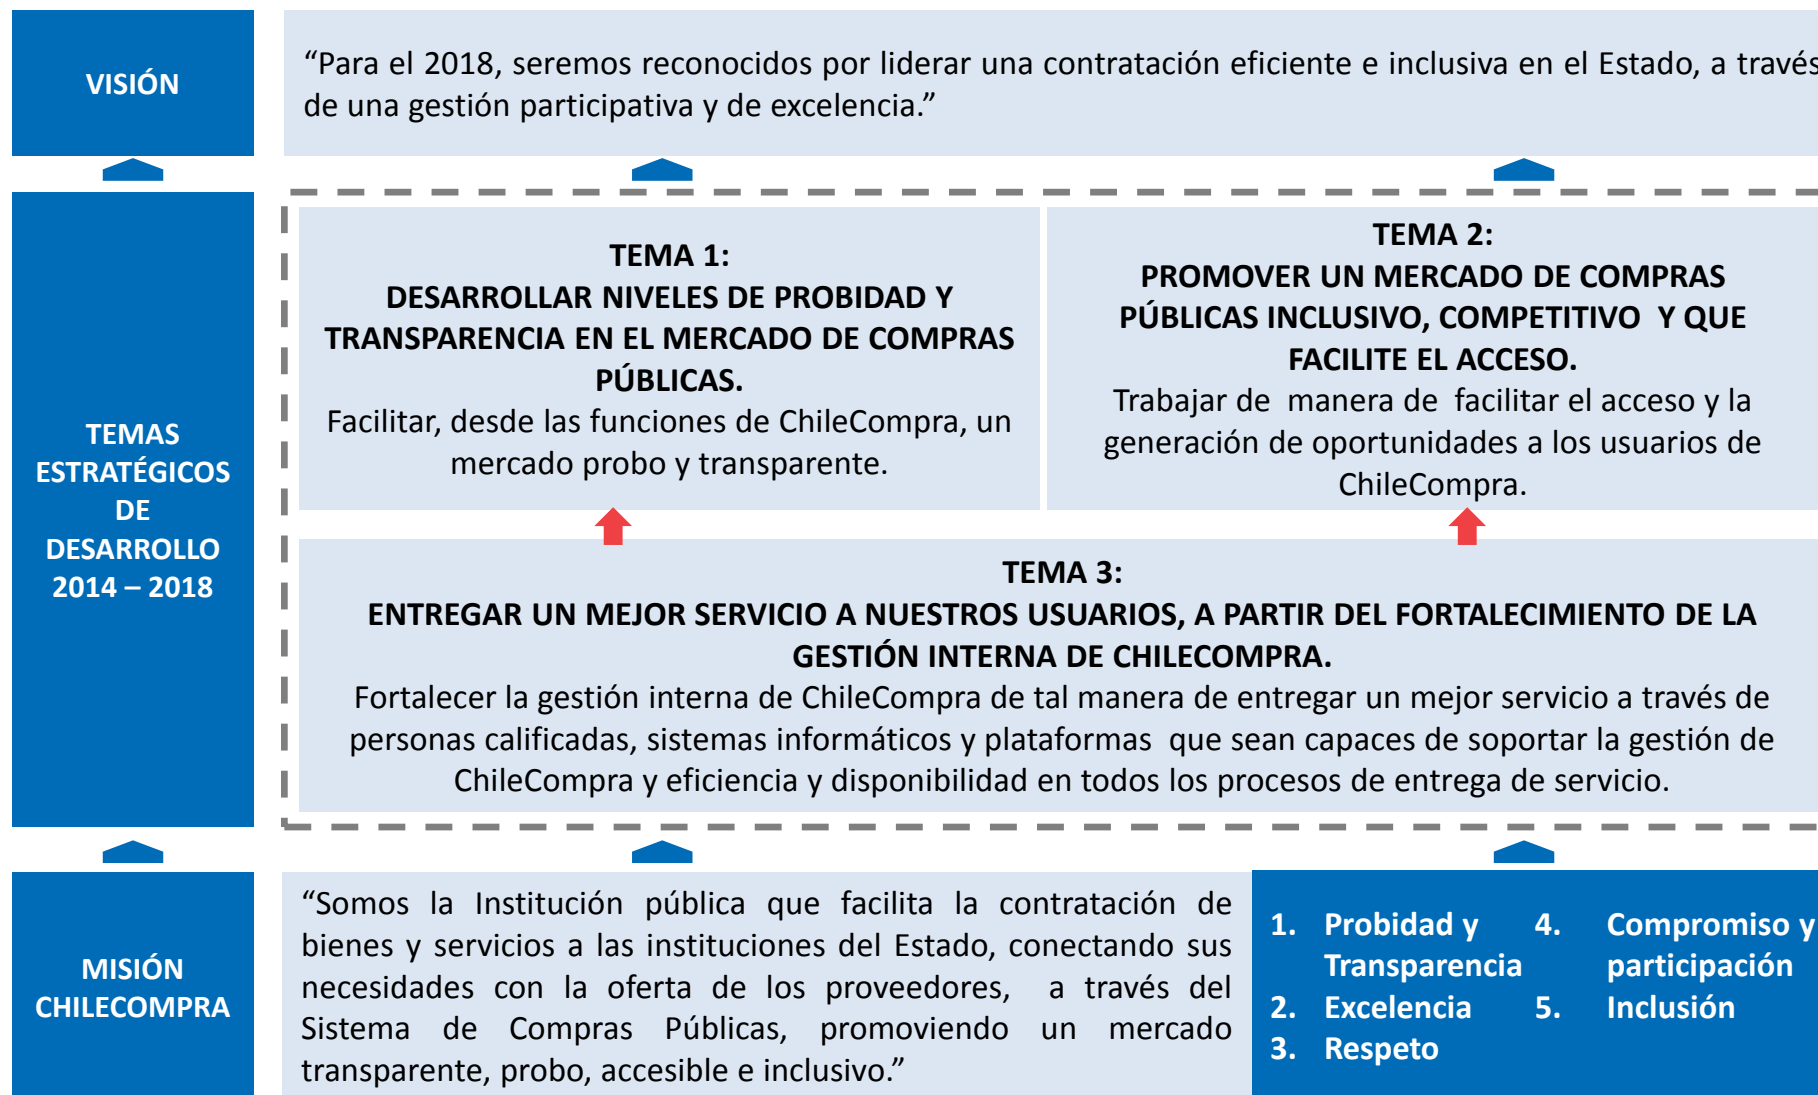 VISIÓN
“Para el 2018, seremos reconocidos por liderar una contratación eficiente e inclusiva en el Estado, a través
de una gestión participativa y de excelencia.”
TEMAS
ESTRATÉGICOS
DE
DESARROLLO
2014 – 2018
TEMA 1:
DESARROLLAR NIVELES DE PROBIDAD Y
TRANSPARENCIA EN EL MERCADO DE COMPRAS
PÚBLICAS.
Facilitar, desde las funciones de ChileCompra, un
mercado probo y transparente.
TEMA 2:
PROMOVER UN MERCADO DE COMPRAS
PÚBLICAS INCLUSIVO, COMPETITIVO Y QUE
FACILITE EL ACCESO.
Trabajar de manera de facilitar el acceso y la
generación de oportunidades a los usuarios de
ChileCompra.
TEMA 3:
ENTREGAR UN MEJOR SERVICIO A NUESTROS USUARIOS, A PARTIR DEL FORTALECIMIENTO DE LA
GESTIÓN INTERNA DE CHILECOMPRA.
Fortalecer la gestión interna de ChileCompra de tal manera de entregar un mejor servicio a través de
personas calificadas, sistemas informáticos y plataformas que sean capaces de soportar la gestión de
ChileCompra y eficiencia y disponibilidad en todos los procesos de entrega de servicio.
MISIÓN
CHILECOMPRA
“Somos la Institución pública que facilita la contratación de
bienes y servicios a las instituciones del Estado, conectando sus
necesidades con la oferta de los proveedores, a través del
Sistema de Compras Públicas, promoviendo un mercado
transparente, probo, accesible e inclusivo.”
1. Probidad y
Transparencia
2. Excelencia
3. Respeto
4. Compromiso y
participación
5. Inclusión